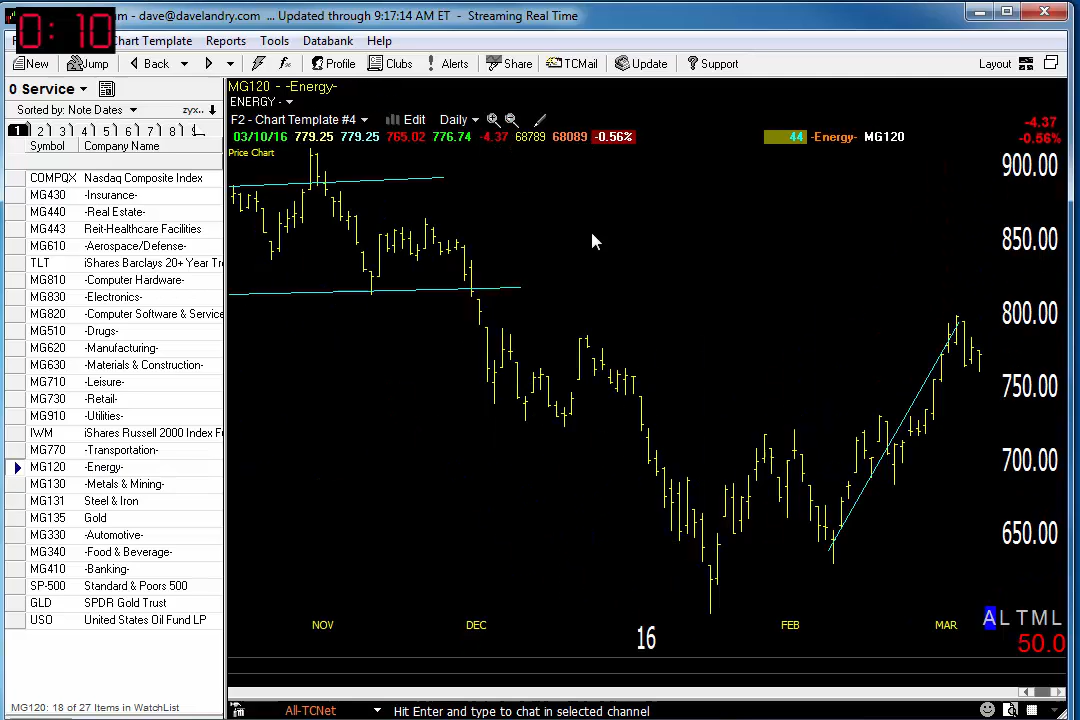 0:10
m - dave@davelandry.com ... Updated through 9:17:14 AM ET - Streaming Real Time
Chart Template Reports Tools Databank Help
New Jump Back Profile Clubs Alerts Share TCMail Update Support Layout
0 Service
Sorted by: Note Dates zyx..
1 2 3 4 5 6 7 8
Symbol Company Name
COMPQX Nasdaq Composite Index
MG430 -Insurance-
MG440 -Real Estate-
MG443 Reit-Healthcare Facilities
MG610 -Aerospace/Defense-
TLT iShares Barclays 20+ Year Tr
MG810 -Computer Hardware-
MG830 -Electronics-
MG820 -Computer Software & Service
MG510 -Drugs-
MG620 -Manufacturing-
MG630 -Materials & Construction-
MG710 -Leisure-
MG730 -Retail-
MG910 -Utilities-
IWM iShares Russell 2000 Index F
MG770 -Transportation-
MG120 -Energy-
MG130 -Metals & Mining-
MG131 Steel & Iron
MG135 Gold
MG330 -Automotive-
MG340 -Food & Beverage-
MG410 -Banking-
SP-500 Standard & Poors 500
GLD SPDR Gold Trust
USO United States Oil Fund LP
MG120: 18 of 27 Items in WatchList
MG120 - -Energy-
ENERGY -
F2 - Chart Template #4 Edit Daily
03/10/16 779.25 779.25 765.02 776.74 -4.37 68789 68089 -0.56% 44 -Energy- MG120
Price Chart
-4.37
-0.56%
900.00
850.00
800.00
750.00
700.00
650.00
A L T M L
50.0
NOV DEC 16 FEB MAR
All-TCNet Hit Enter and type to chat in selected channel